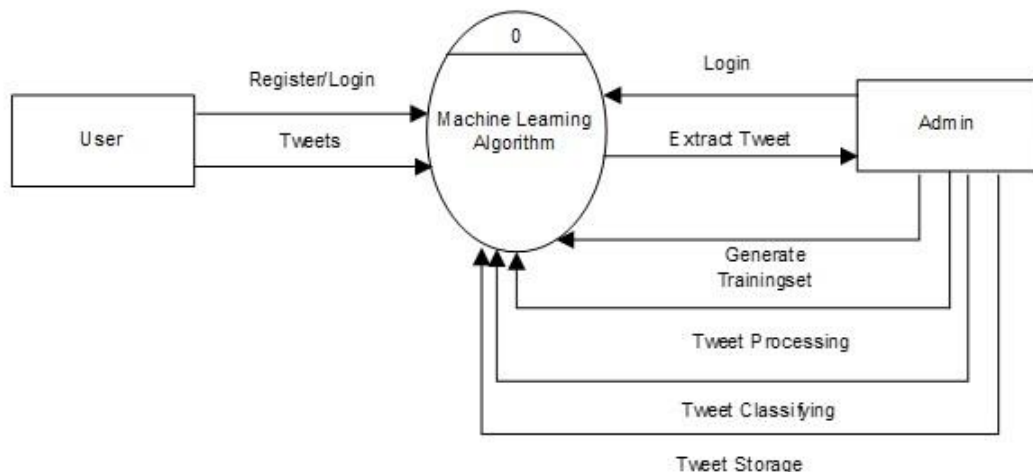 0
Register/Login
Login
User
Machine Learning
Algorithm
Admin
Tweets
Extract Tweet
Generate
Trainingset
Tweet Processing
Tweet Classifying
Tweet Storage